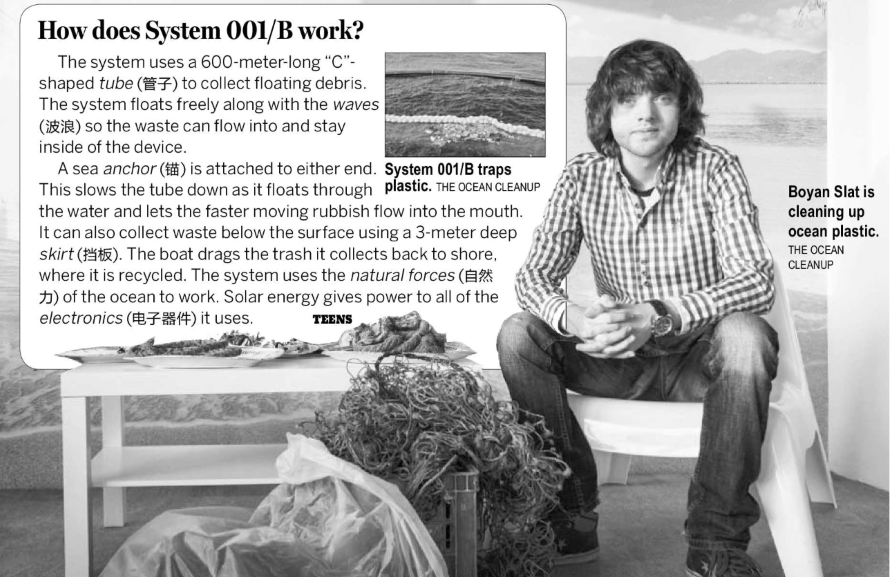 How does System 001/B work?
The system uses a 600-meter-long “C”-
shaped tube (管子) to collect floating debris.
The system floats freely along with the waves
(波浪) so the waste can flow into and stay
inside of the device.
A sea anchor (锚) is attached to either end.
This slows the tube down as it floats through
the water and lets the faster moving rubbish flow into the mouth.
It can also collect waste below the surface using a 3-meter deep
skirt (挡板). The boat drags the trash it collects back to shore,
where it is recycled. The system uses the natural forces (自然
力) of the ocean to work. Solar energy gives power to all of the
electronics (电子器件) it uses. TEENS
System 001/B traps
plastic. THE OCEAN CLEANUP
Boyan Slat is
cleaning up
ocean plastic.
THE OCEAN
CLEANUP